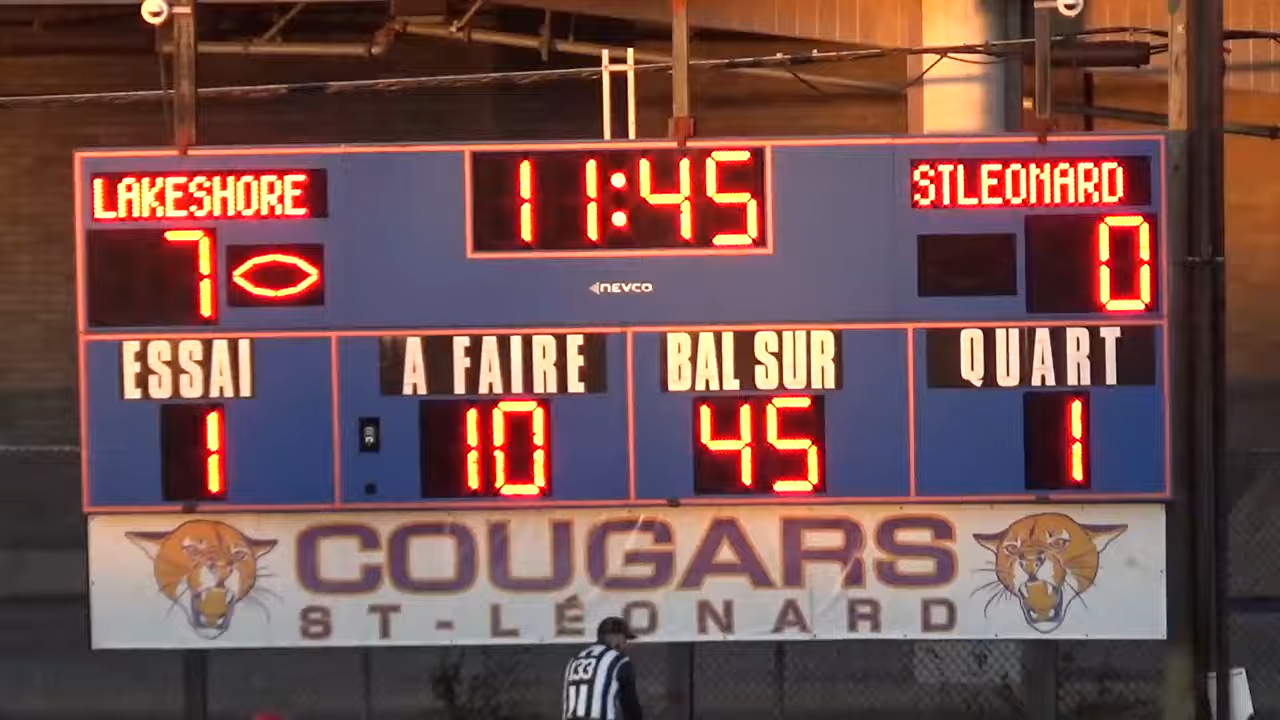 LAKESHORE 11:45 STLEONARD
7 0
NEVCO
ESSAI A FAIRE BAL SUR QUART
1 10 45 1
COUGARS
ST-LÉONARD
133